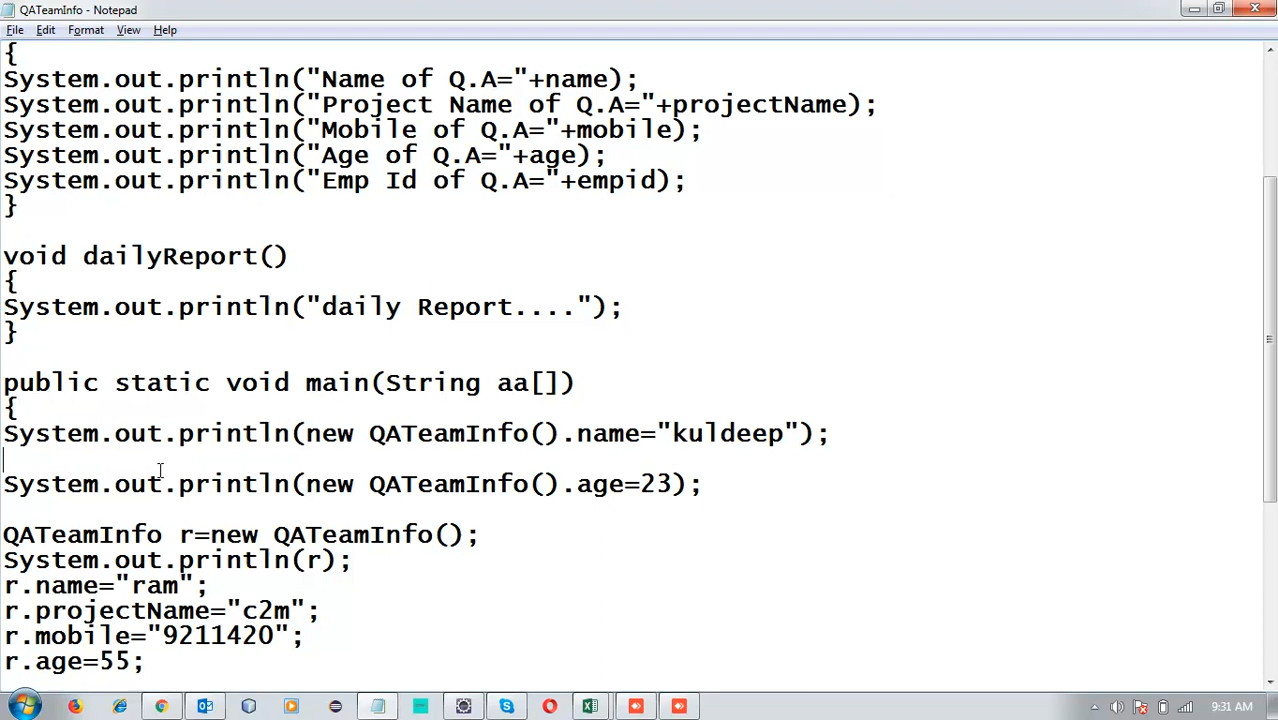 QATeamInfo - Notepad
File Edit Format View Help
{
System.out.println("Name of Q.A="+name);
System.out.println("Project Name of Q.A="+projectName);
System.out.println("Mobile of Q.A="+mobile);
System.out.println("Age of Q.A="+age);
System.out.println("Emp Id of Q.A="+empid);
}
void dailyReport()
{
System.out.println("daily Report....");
}
public static void main(String aa[])
{
System.out.println(new QATeamInfo().name="kuldeep");
System.out.println(new QATeamInfo().age=23);
QATeamInfo r=new QATeamInfo();
System.out.println(r);
r.name="ram";
r.projectName="c2m";
r.mobile="9211420";
r.age=55;
9:31 AM